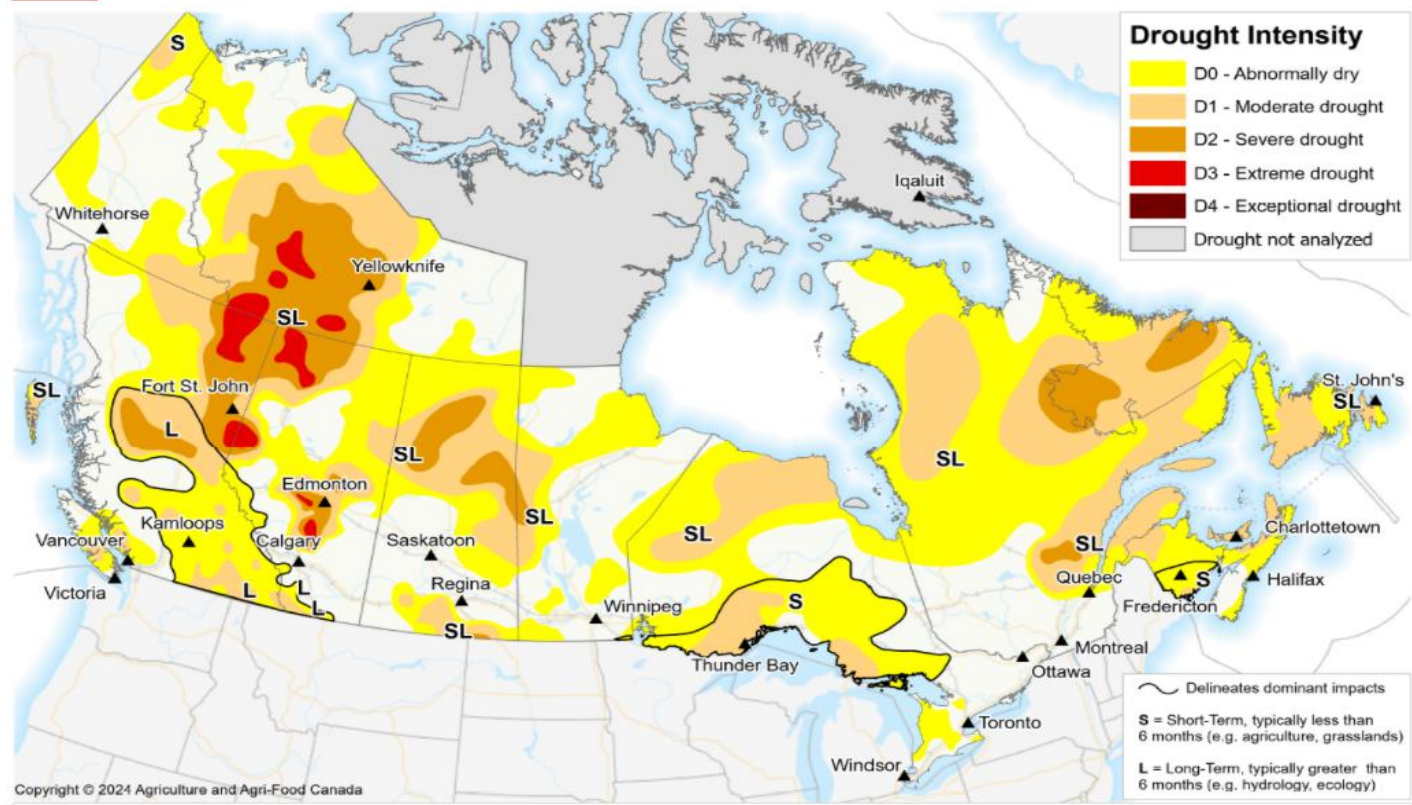 Drought Intensity
D0 - Abnormally dry
D1 - Moderate drought
D2 - Severe drought
D3 - Extreme drought
D4 - Exceptional drought
Drought not analyzed
S
Iqaluit
Whitehorse
Yellowknife
SL
Fort St. John
SL
St. John's
SL
L
SL
SL
Edmonton
SL
SL
Kamloops
Vancouver
Calgary
Saskatoon
SL
Charlottetown
Victoria
L
L
L
Regina
SL
Winnipeg
S
Quebec
S
Halifax
Fredericton
Thunder Bay
Montreal
Ottawa
Toronto
Windsor
Delineates dominant impacts
S = Short-Term, typically less than
6 months (e.g. agriculture, grasslands)
L = Long-Term, typically greater than
6 months (e.g. hydrology, ecology)
Copyright © 2024 Agriculture and Agri-Food Canada